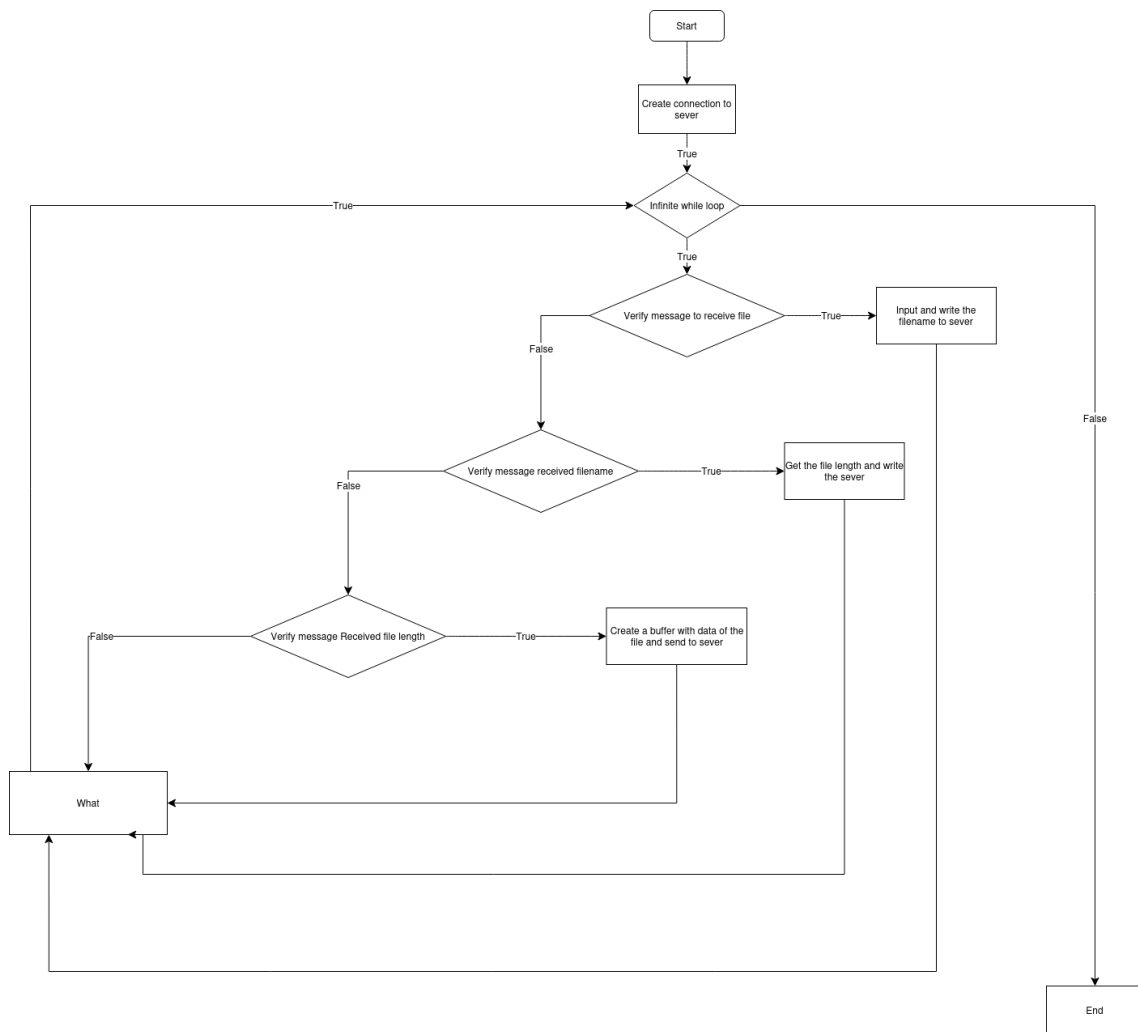 Start
Create connection to
sever
True
Infinite while loop
True
True
Verify message to receive file
True
Input and write the
filename to sever
False
False
Verify message received filename
True
Get the file length and write
the sever
False
Verify message Received file length
True
Create a buffer with data of the
file and send to sever
False
What
End